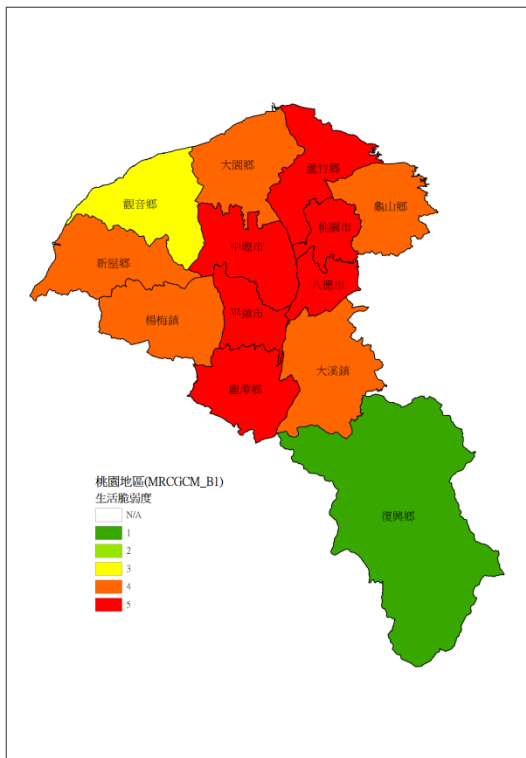 大園鄉
蘆竹鄉
觀音鄉
龜山鄉
桃園市
中壢市
新屋鄉
八德市
平鎮市
楊梅鎮
大溪鎮
龍潭鄉
桃園地區(MRCGCM_B1)
生活脆弱度
N/A
1
2
3
4
5
復興鄉